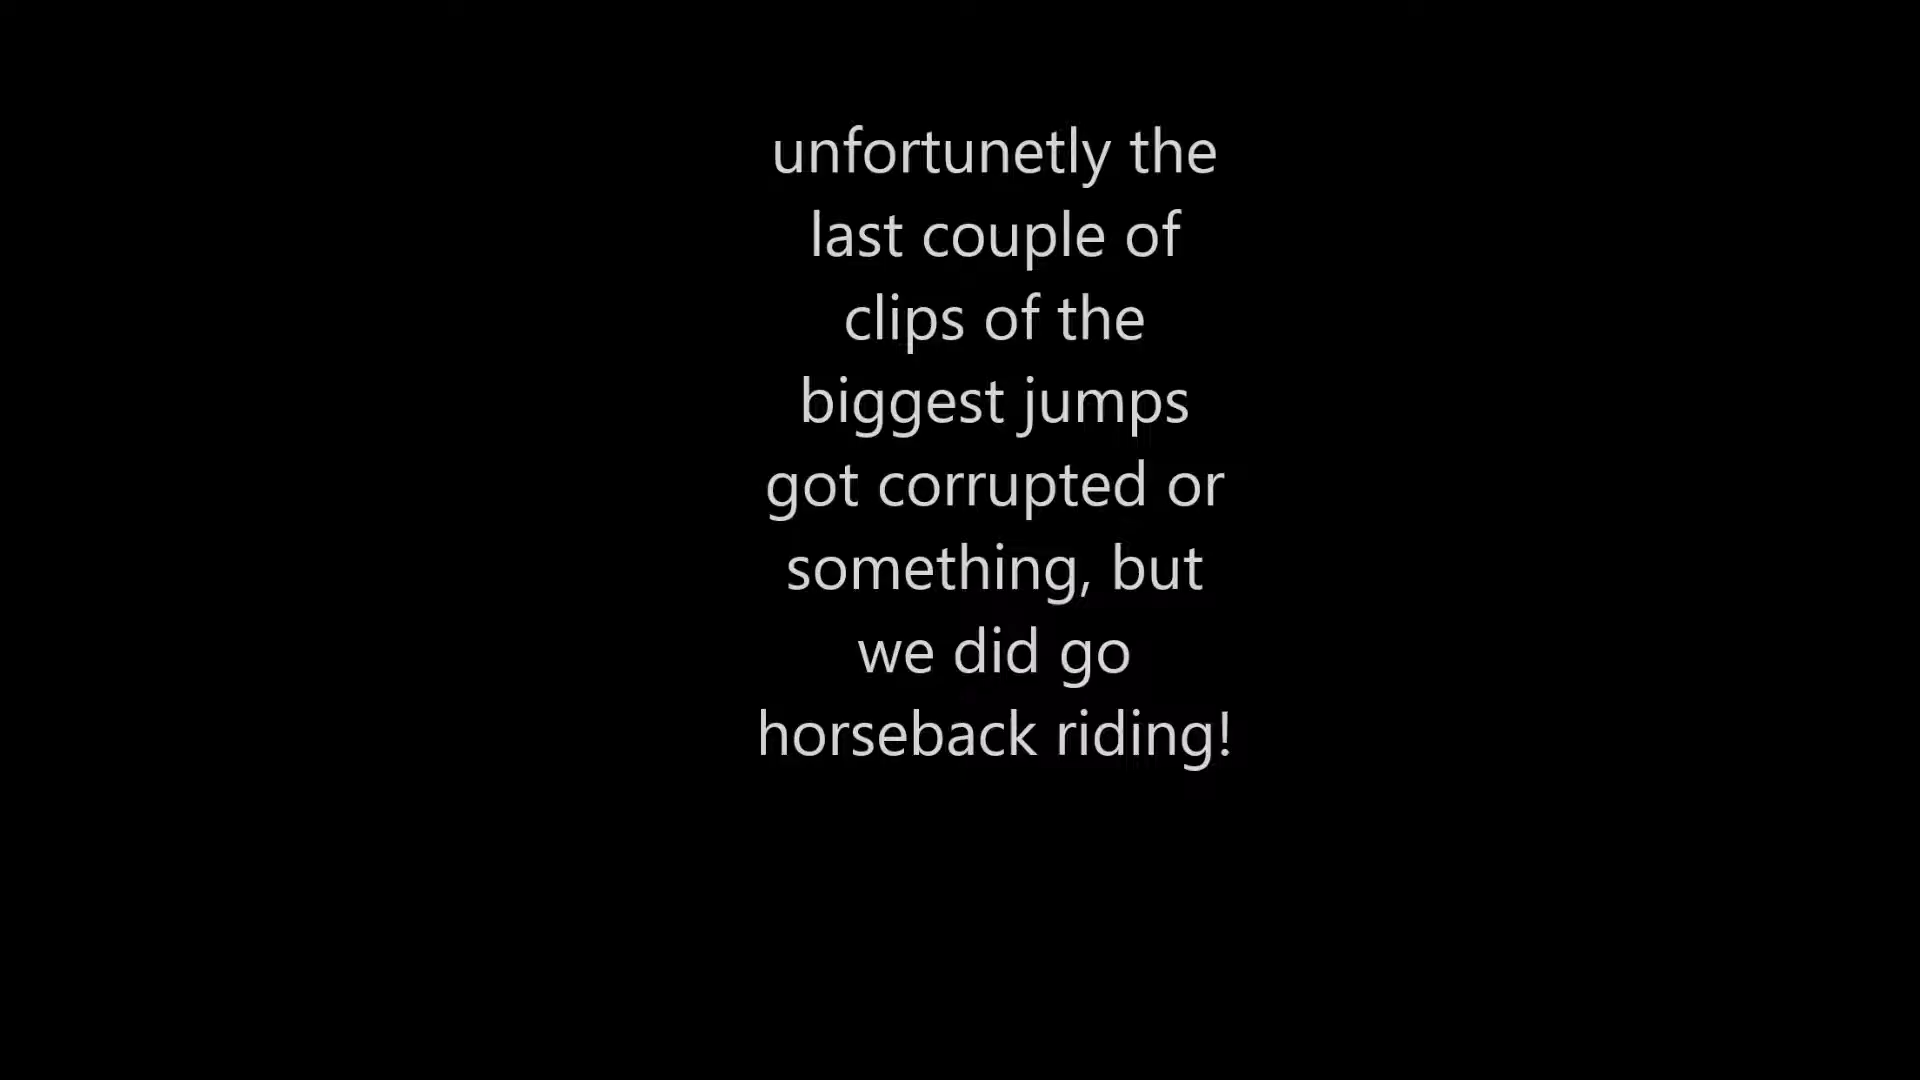 unfortunetly the
last couple of
clips of the
biggest jumps
got corrupted or
something, but
we did go
horseback riding!